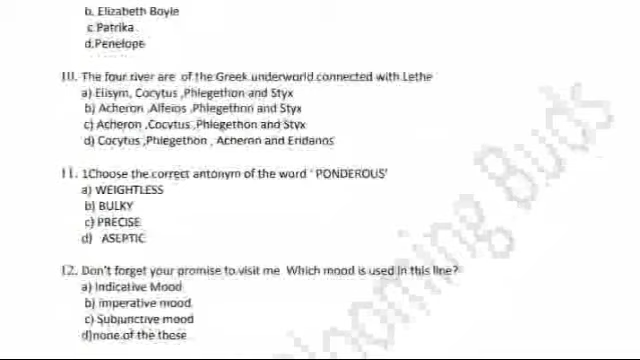 b. Elizabeth Boyle
c.Patrika
d.Penelope
10. The four river are of the Greek underworld connected with Lethe
a) Elisym, Cocytus ,Phlegethon and Styx
b) Acheron ,Alfeios ,Phlegethon and Styx
c) Acheron ,Cocytus ,Phlegethon and Styx
d) Cocytus ,Phlegethon , Acheron and Eridanos
11. 1Choose the correct antonym of the word ' PONDEROUS'
a) WEIGHTLESS
b) BULKY
c) PRECISE
d) ASEPTIC
12. Don't forget your promise to visit me Which mood is used in this line?
a) Indicative Mood
b) imperative mood
c) Subjunctive mood
d)none of the these
looming Buds